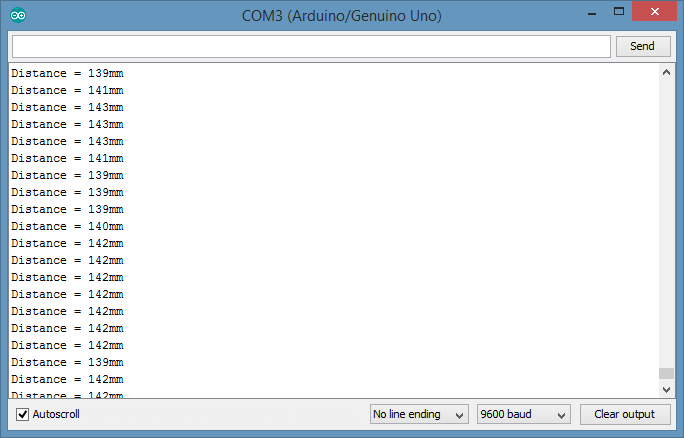 COM3 (Arduino/Genuino Uno)
Send
Distance = 139mm
Distance = 141mm
Distance = 143mm
Distance = 143mm
Distance = 143mm
Distance = 141mm
Distance = 139mm
Distance = 139mm
Distance = 139mm
Distance = 140mm
Distance = 142mm
Distance = 142mm
Distance = 142mm
Distance = 142mm
Distance = 142mm
Distance = 142mm
Distance = 142mm
Distance = 139mm
Distance = 142mm
Distance = 142mm
Autoscroll
No line ending
9600 baud
Clear output